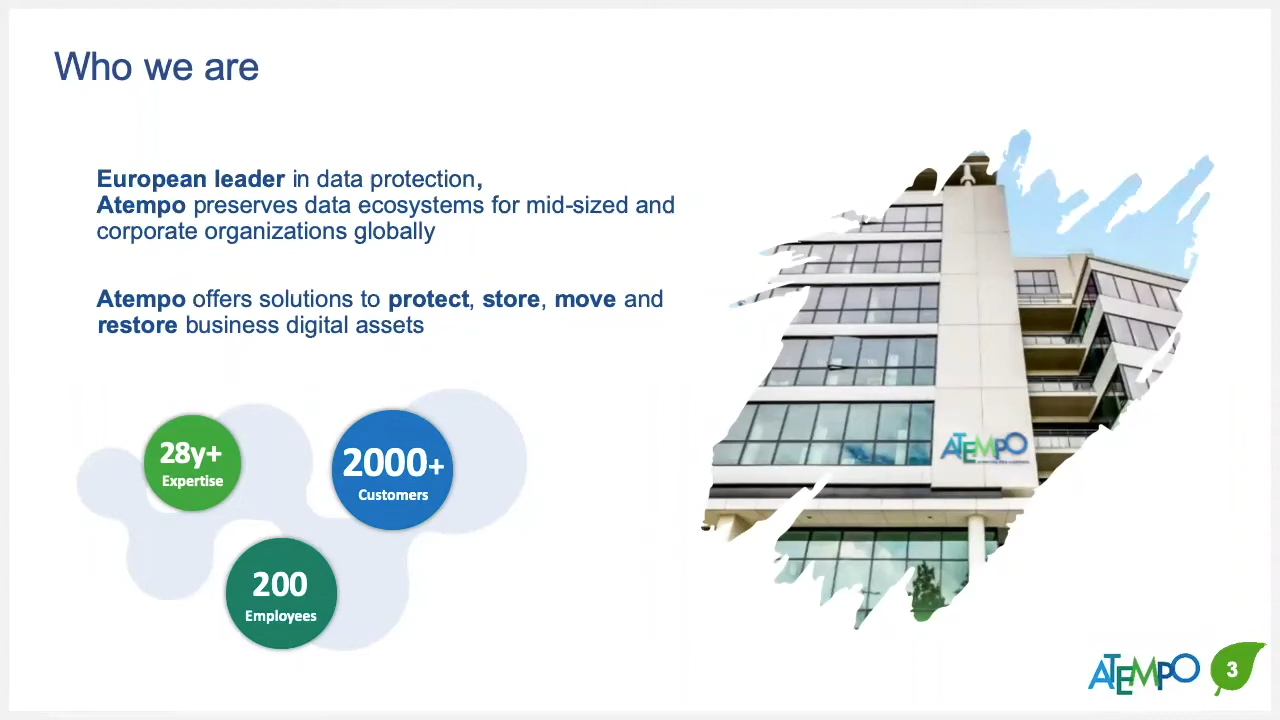 Who we are
European leader in data protection,
Atempo preserves data ecosystems for mid-sized and
corporate organizations globally
Atempo offers solutions to protect, store, move and
restore business digital assets
28y+
Expertise
2000+
Customers
200
Employees
ATEMPO
ATEMPO
3